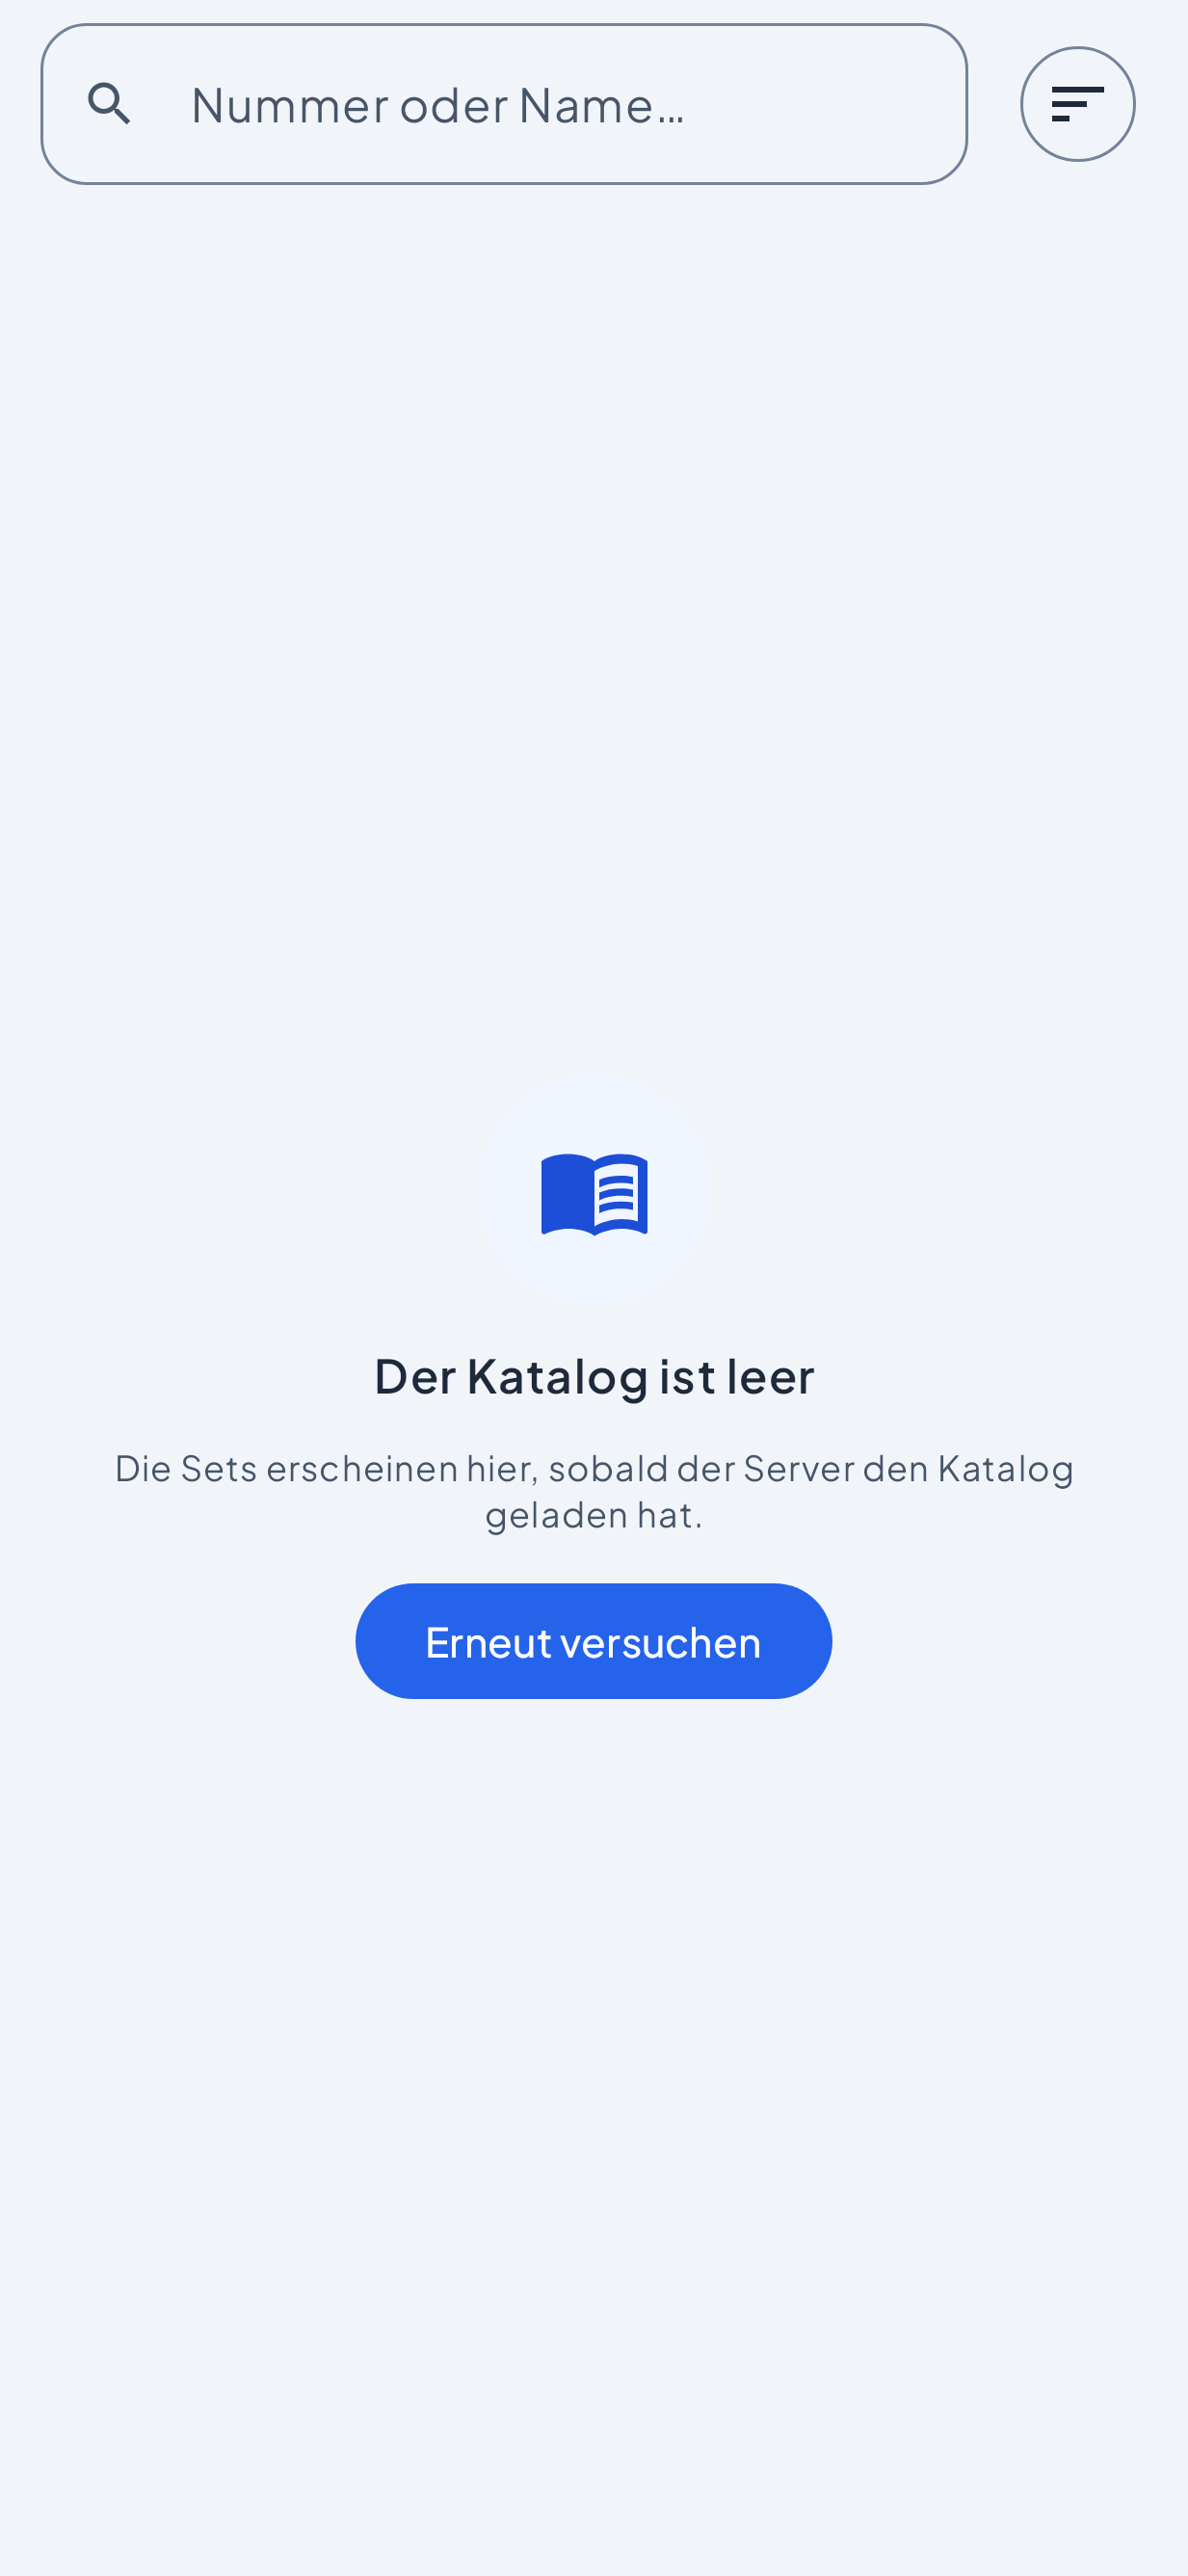 Nummer oder Name…
Der Katalog ist leer
Die Sets erscheinen hier, sobald der Server den Katalog
geladen hat.
Erneut versuchen